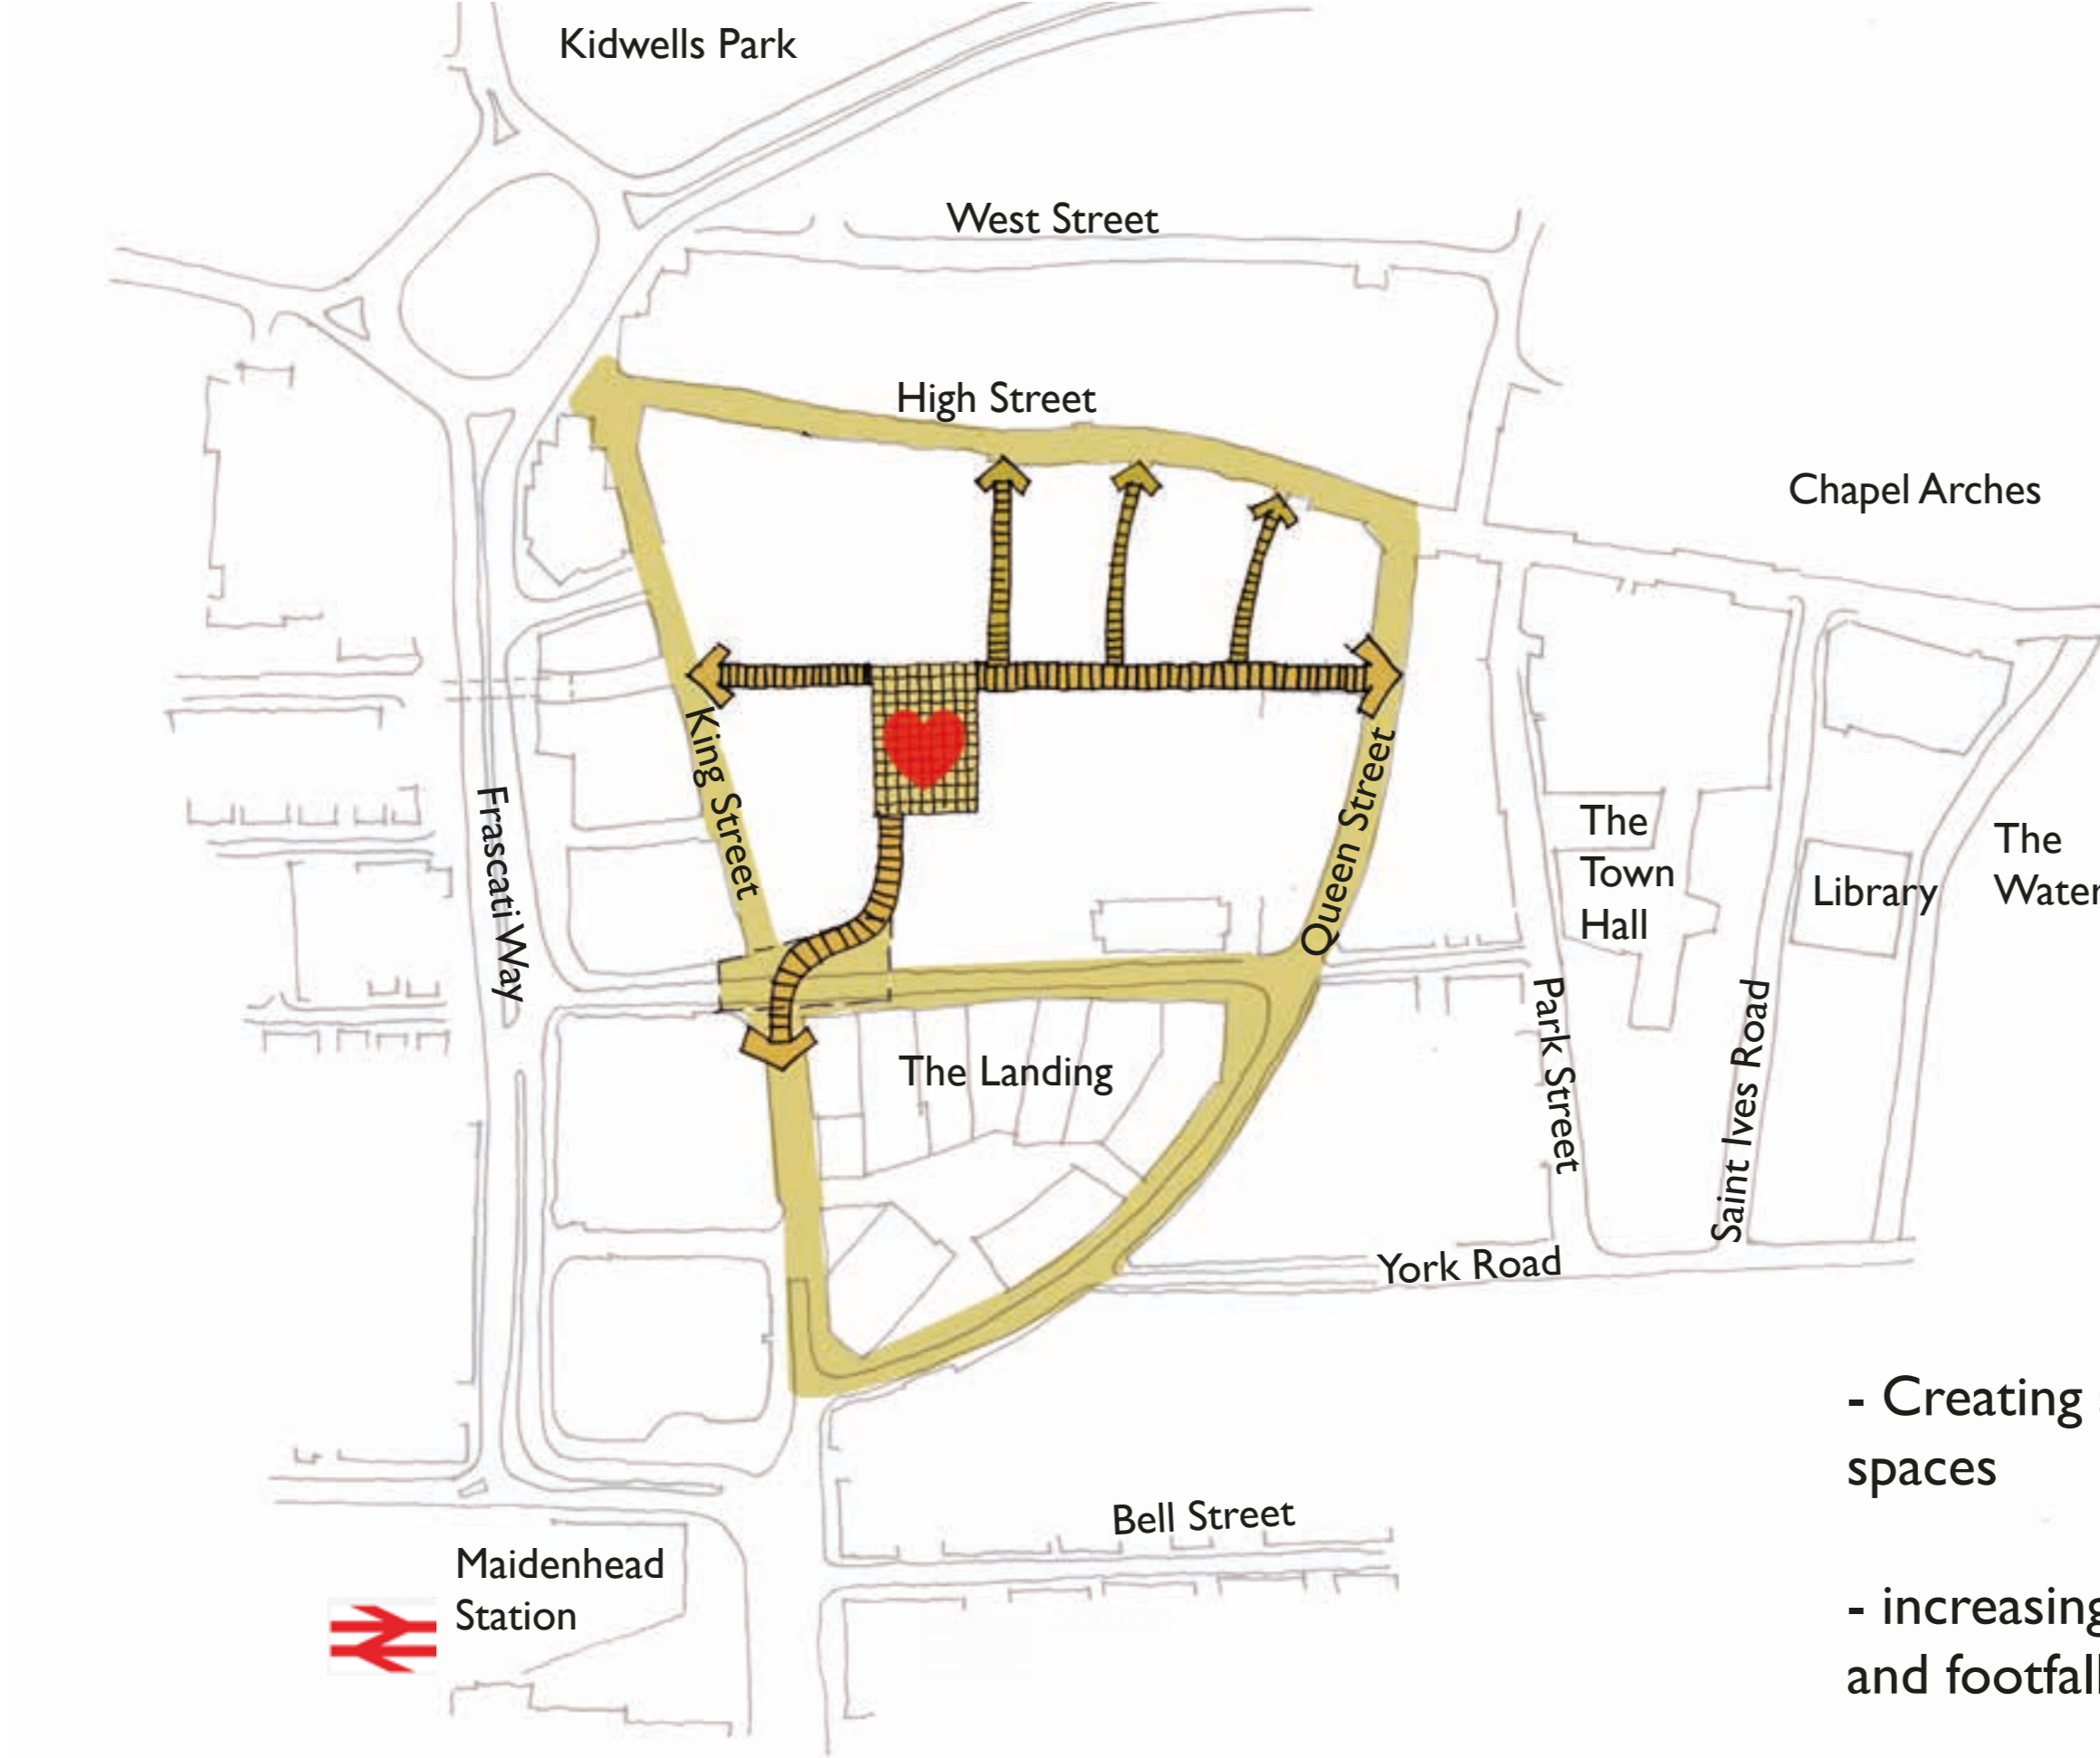 Kidwells Park
West Street
High Street
Chapel Arches
King Street
Queen Street
Frascati Way
The
Town
Hall
Library
The
Water
Park Street
Saint Ives Road
The Landing
York Road
Bell Street
Maidenhead
Station
- Creating
spaces
- increasing
and footfall